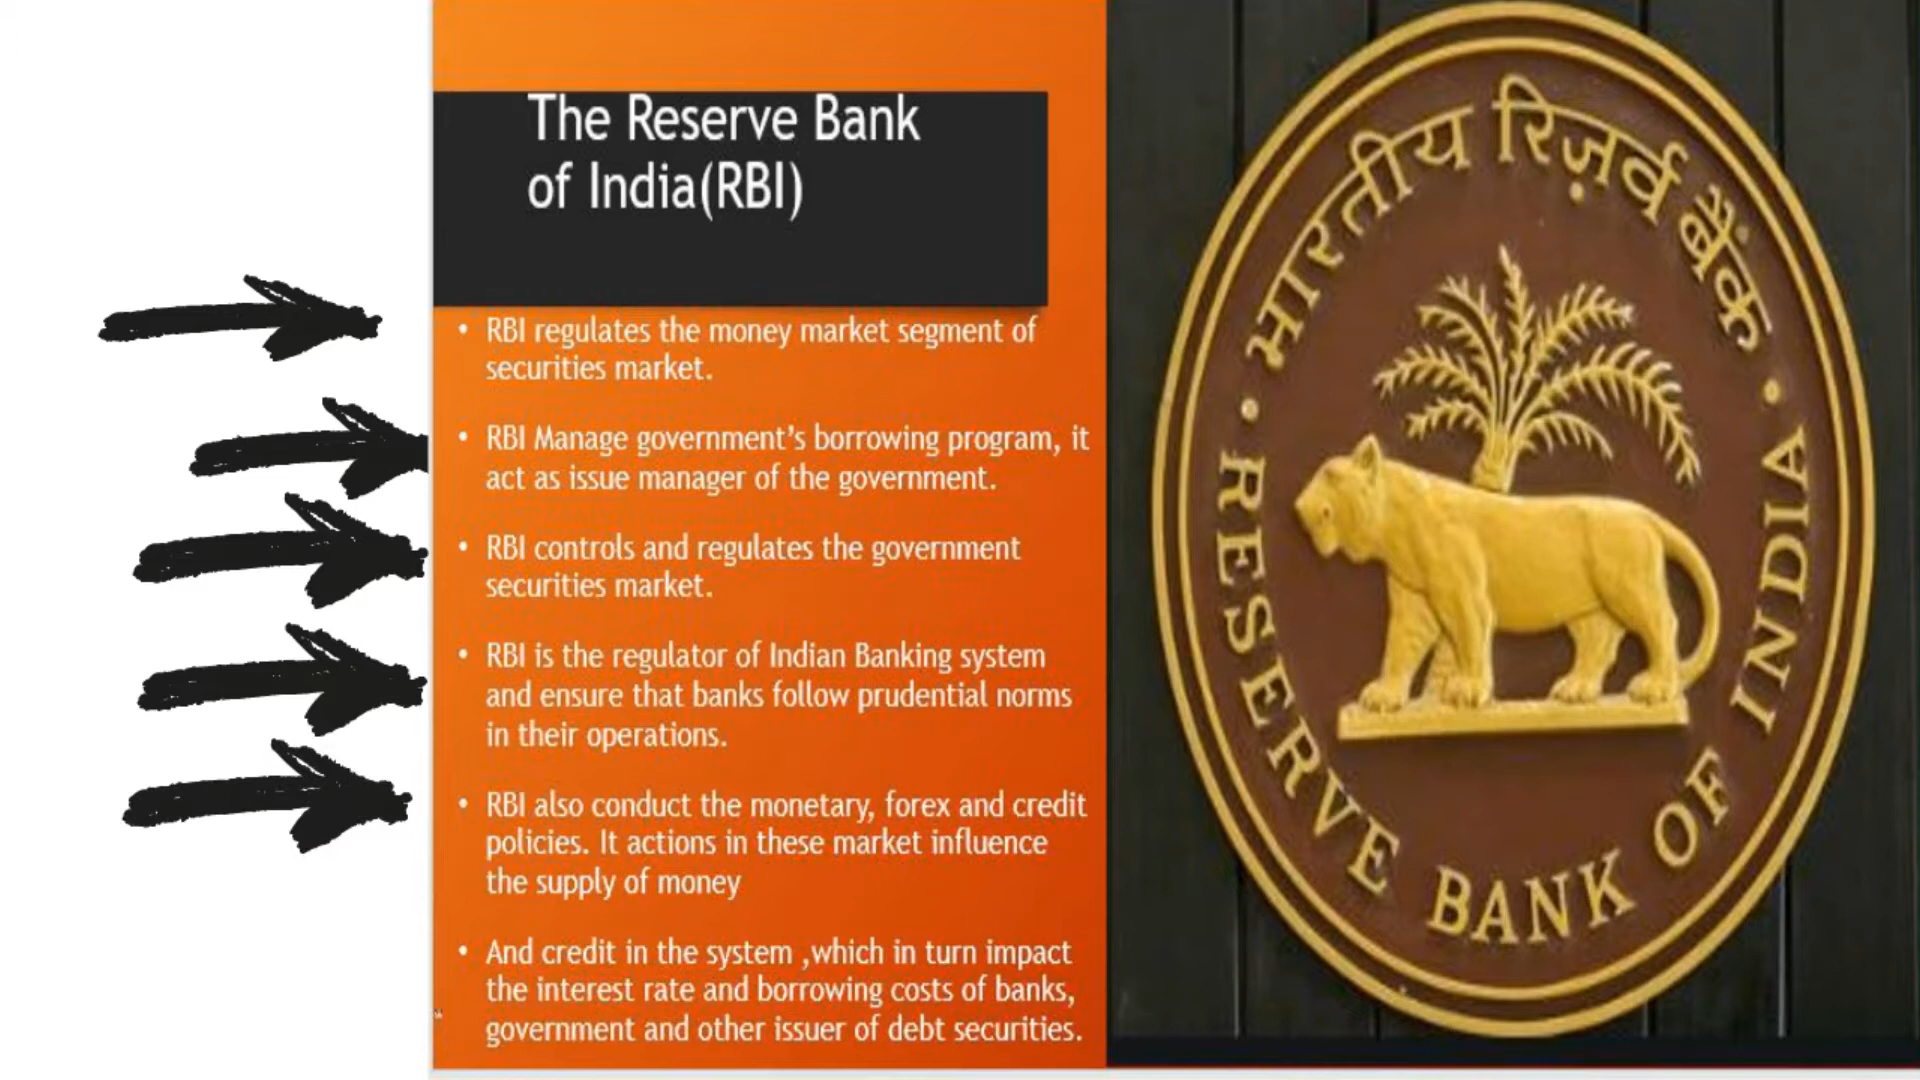 The Reserve Bank
of India(RBI)
• RBI regulates the money market segment of
securities market.
• RBI Manage government's borrowing program, it
act as issue manager of the government.
• RBI controls and regulates the government
securities market.
• RBI is the regulator of Indian Banking system
and ensure that banks follow prudential norms
in their operations.
• RBI also conduct the monetary, forex and credit
policies. It actions in these market influence
the supply of money
• And credit in the system ,which in turn impact
the interest rate and borrowing costs of banks,
government and other issuer of debt securities.
भारतीय रिज़र्व बैंक
RESERVE BANK OF INDIA